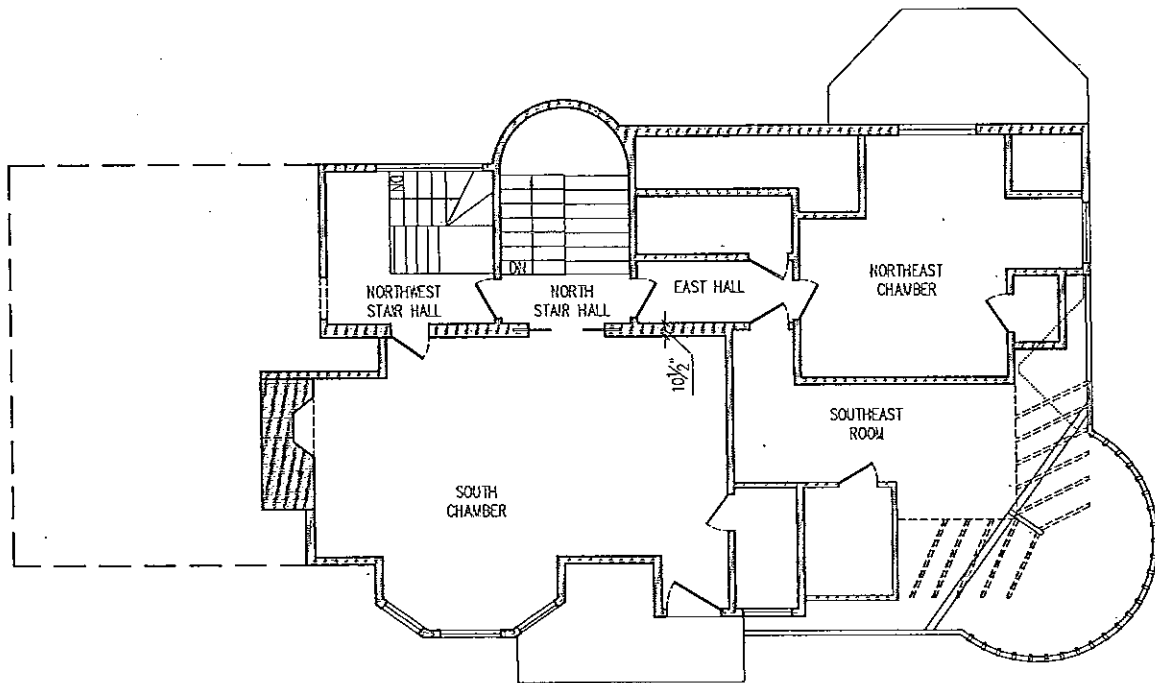 DN
DN
NORTHWEST
STAIR HALL
NORTH
STAIR HALL
EAST HALL
NORTHEAST
CHAMBER
10½"
SOUTHEAST
ROOM
SOUTH
CHAMBER